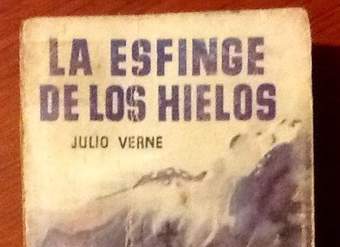 LA ESFINGE
DE LOS HIELOS
JULIO VERNE